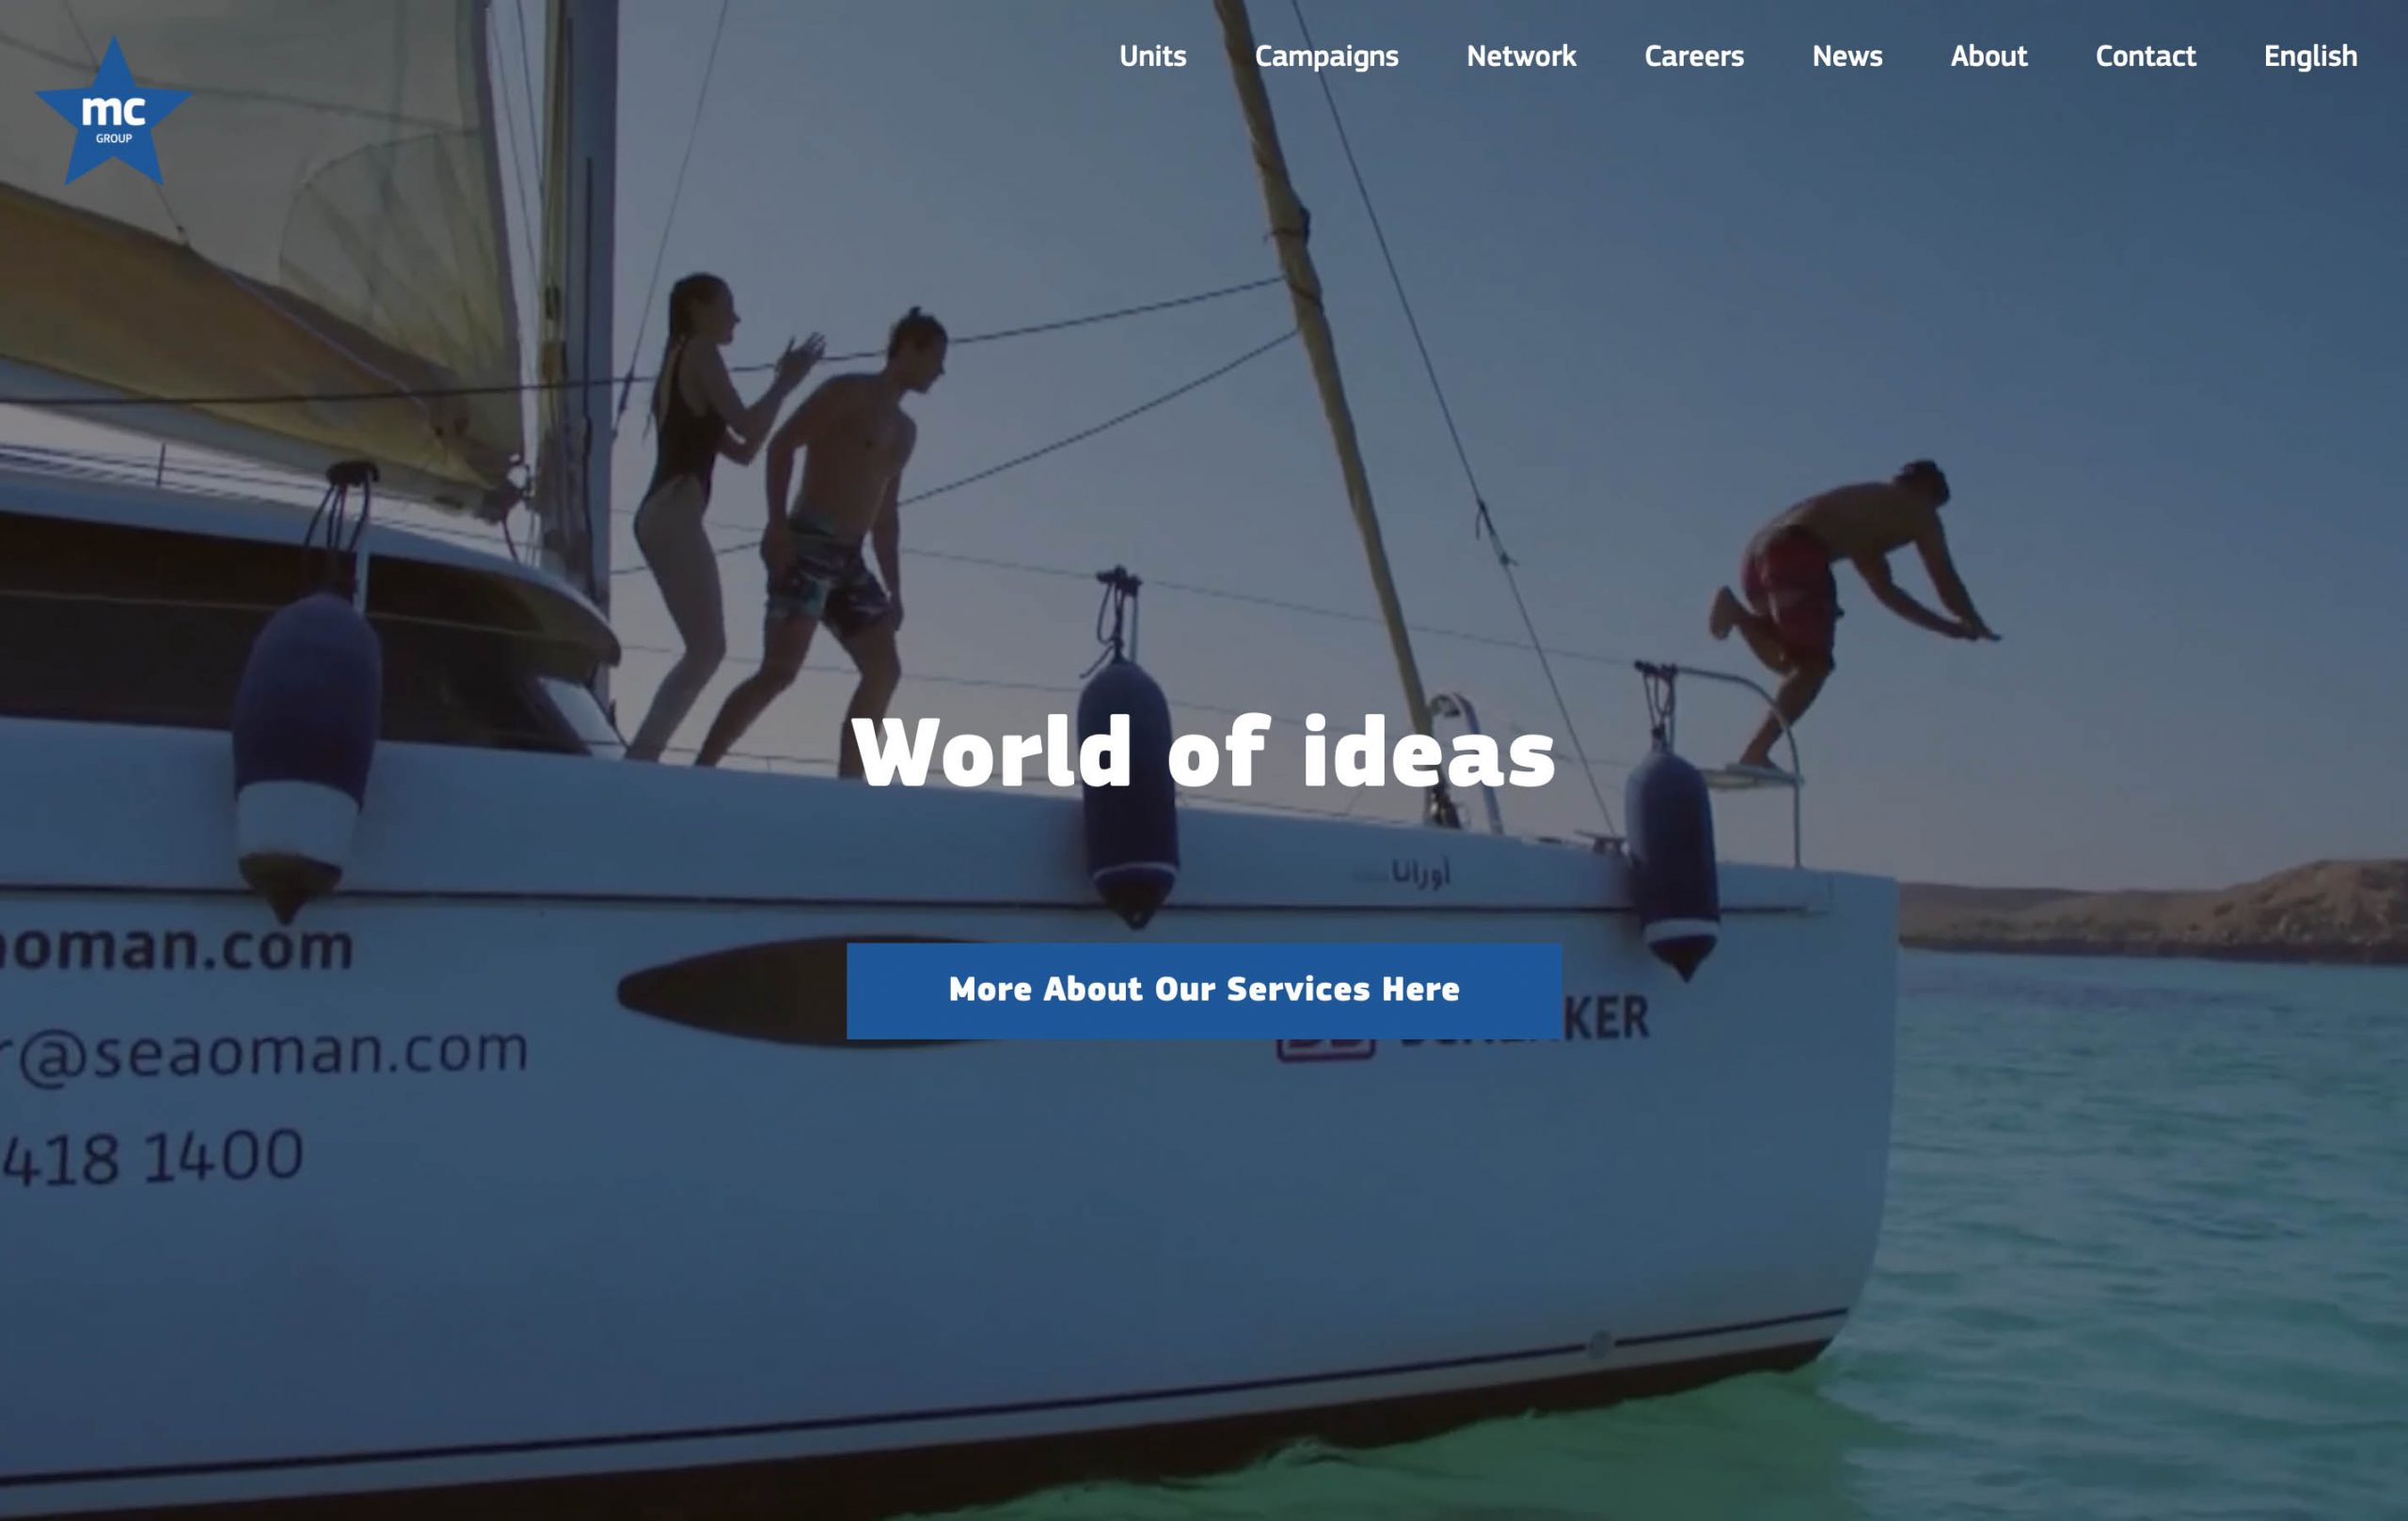 mc
GROUP
Units Campaigns Network Careers News About Contact English
World of ideas
أورانا
oman.com
More About Our Services Here
KER
r@seaoman.com
418 1400